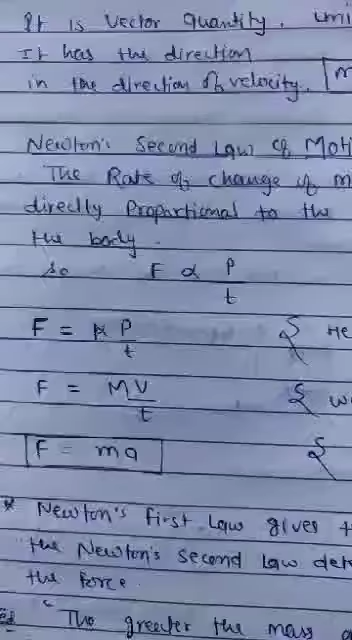 It is vector quantity.
It has the direction
in the direction of velocity.
Newton's Second Law of
The Rate of change of
directly Proportional to the
the body.
so F ∝ P
t
F = k P
t
F = MV
t
F = ma
* Newton's first law gives
the Newton's second law
the force.
"The greater the mass